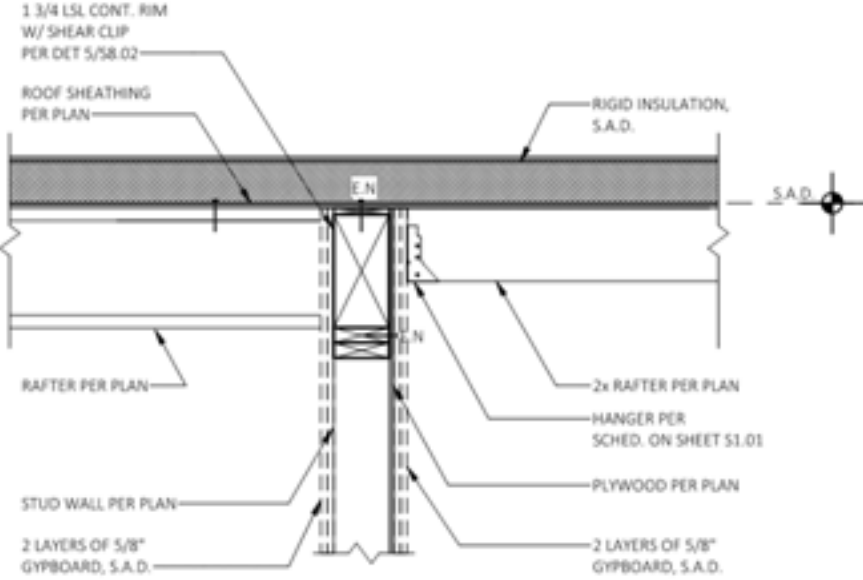 1 3/4 LSL CONT. RIM
W/ SHEAR CLIP
PER DET 5/S8.02
ROOF SHEATHING
PER PLAN
RIGID INSULATION,
S.A.D.
E.N
S.A.D.
E.N
RAFTER PER PLAN
2x RAFTER PER PLAN
HANGER PER
SCHED. ON SHEET S1.01
PLYWOOD PER PLAN
STUD WALL PER PLAN
2 LAYERS OF 5/8"
GYPBOARD, S.A.D.
2 LAYERS OF 5/8"
GYPBOARD, S.A.D.